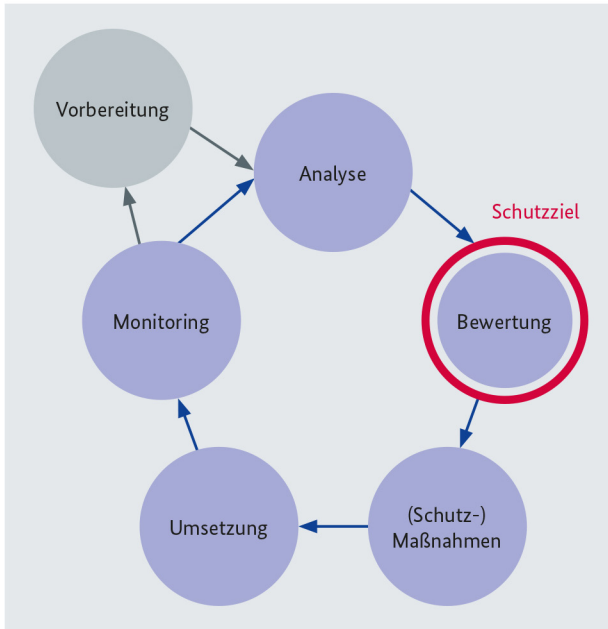 Vorbereitung
Analyse
Schutzziel
Monitoring
Bewertung
Umsetzung
(Schutz-)
Maßnahmen